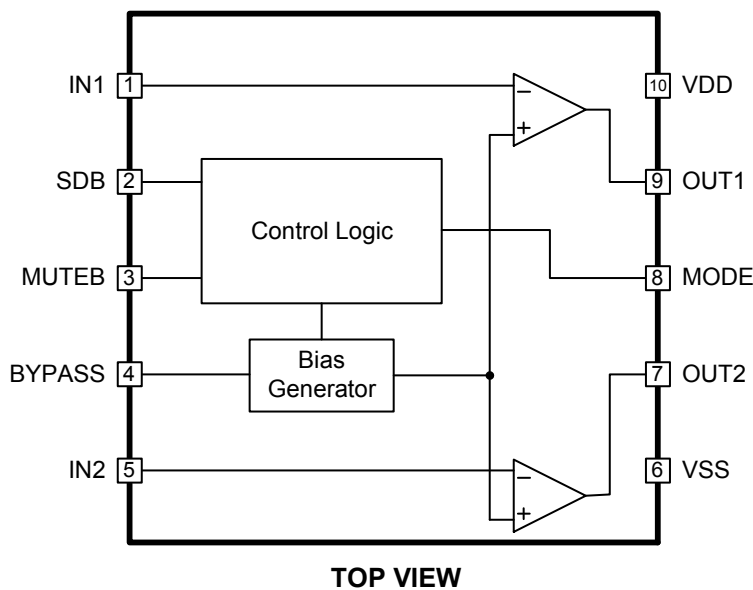 IN1 1
− +
10 VDD
SDB 2
9 OUT1
Control Logic
MUTEB 3
8 MODE
BYPASS 4
Bias
Generator
7 OUT2
IN2 5
− +
6 VSS
TOP VIEW